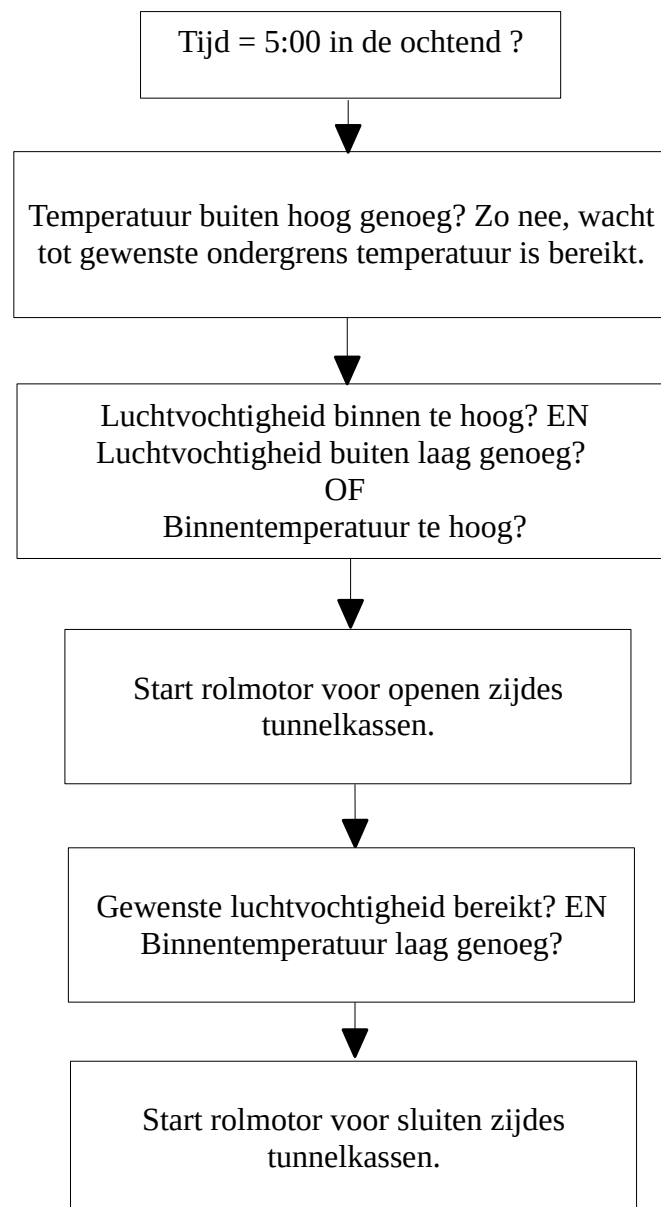 Tijd = 5:00 in de ochtend ?
Temperatuur buiten hoog genoeg? Zo nee, wacht
tot gewenste ondergrens temperatuur is bereikt.
Luchtvochtigheid binnen te hoog? EN
Luchtvochtigheid buiten laag genoeg?
OF
Binnentemperatuur te hoog?
Start rolmotor voor openen zijdes
tunnelkassen.
Gewenste luchtvochtigheid bereikt? EN
Binnentemperatuur laag genoeg?
Start rolmotor voor sluiten zijdes
tunnelkassen.